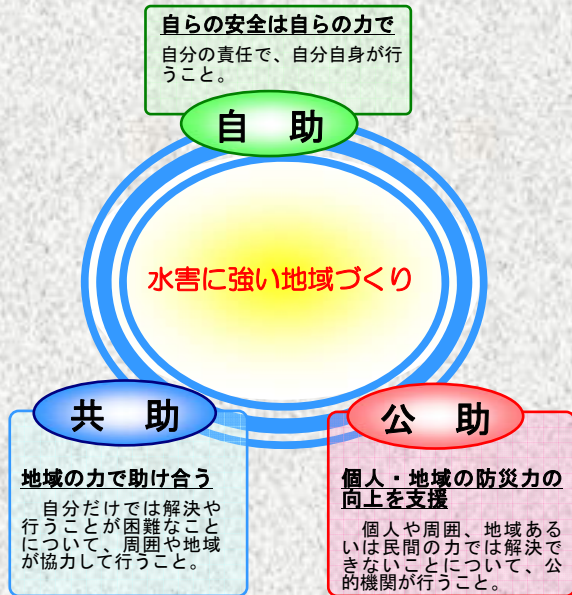 自らの安全は自らの力で
自分の責任で、自分自身が行
うこと。
自　助
水害に強い地域づくり
共　助
地域の力で助け合う
　自分だけでは解決や
行うことが困難なこと
について、周囲や地域
が協力して行うこと。
公　助
個人・地域の防災力の
向上を支援
　個人や周囲、地域ある
いは民間の力では解決で
きないことについて、公
的機関が行うこと。